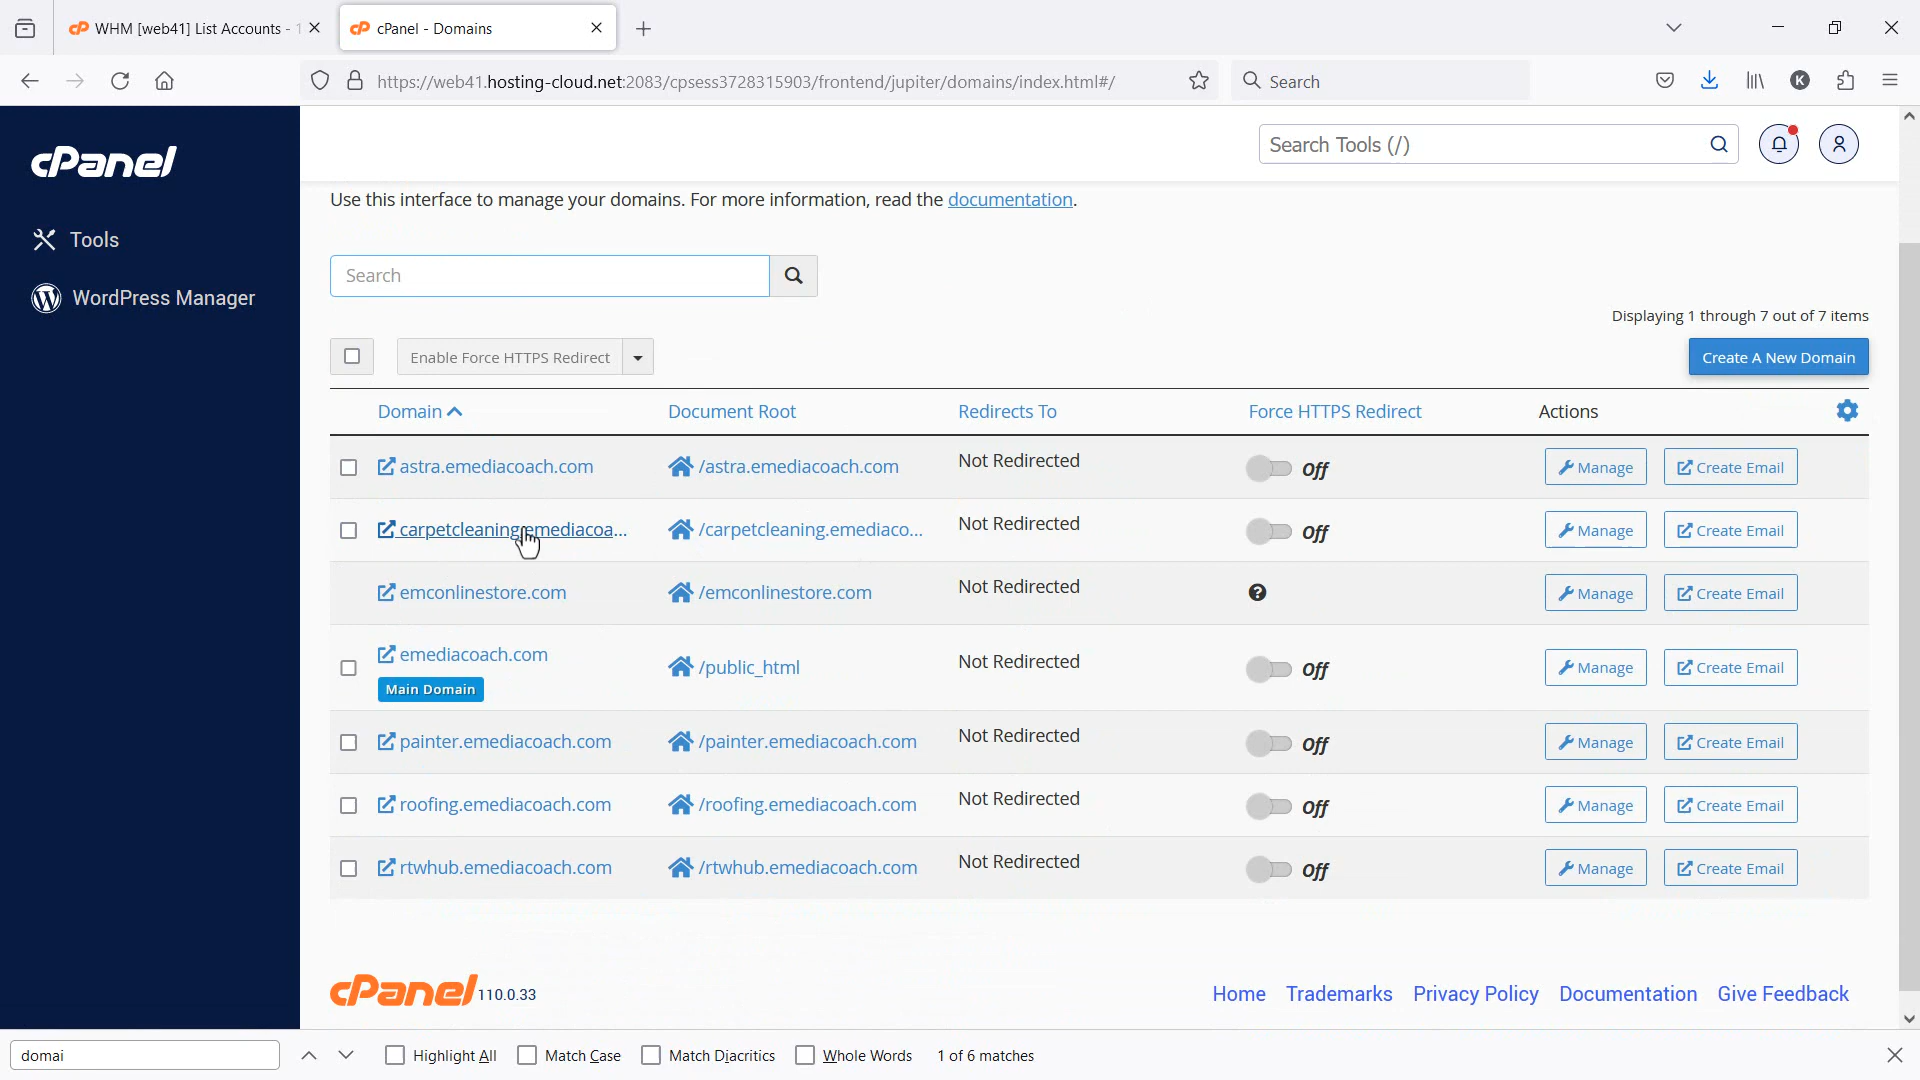 WHM [web41] List Accounts - 1
cPanel - Domains
https://web41.hosting-cloud.net:2083/cpsess3728315903/frontend/jupiter/domains/index.html#/
Search
K
cPanel
Search Tools (/)
Tools
WordPress Manager
Use this interface to manage your domains. For more information, read the documentation.
Search
Displaying 1 through 7 out of 7 items
Enable Force HTTPS Redirect
Create A New Domain
Domain Document Root Redirects To Force HTTPS Redirect Actions
astra.emediacoach.com /astra.emediacoach.com Not Redirected Off Manage Create Email
carpetcleaning.emediacoa... /carpetcleaning.emediaco... Not Redirected Off Manage Create Email
emconlinestore.com /emconlinestore.com Not Redirected ? Manage Create Email
emediacoach.com /public_html Not Redirected Off Manage Create Email
Main Domain
painter.emediacoach.com /painter.emediacoach.com Not Redirected Off Manage Create Email
roofing.emediacoach.com /roofing.emediacoach.com Not Redirected Off Manage Create Email
rtwhub.emediacoach.com /rtwhub.emediacoach.com Not Redirected Off Manage Create Email
cPanel 110.0.33 Home Trademarks Privacy Policy Documentation Give Feedback
domai Highlight All Match Case Match Diacritics Whole Words 1 of 6 matches